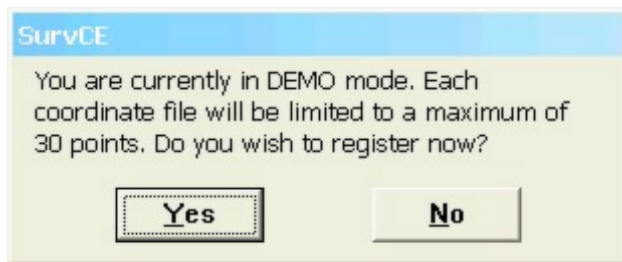 SurvCE
You are currently in DEMO mode. Each
coordinate file will be limited to a maximum of
30 points. Do you wish to register now?
Yes No